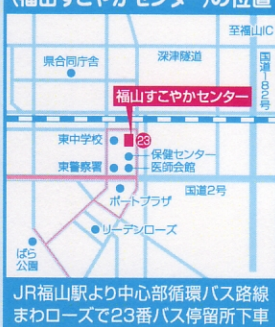 (福山すこやかセンター)の位置
至福山IC
県合同庁舎
深津隧道
国道182号
福山すこやかセンター
東中学校
23
保健センター
東警察署
医師会館
国道2号
ポートプラザ
リーデンローズ
ばら
公園
JR福山駅より中心部循環バス路線
まわローズで23番バス停留所下車